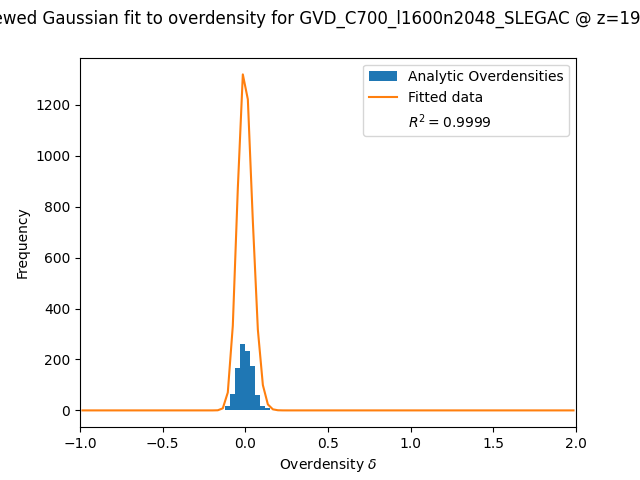 ewed Gaussian fit to overdensity for GVD_C700_l1600n2048_SLEGAC @ z=19
Analytic Overdensities
Fitted data
R² = 0.9999
Frequency
1200
1000
800
600
400
200
0
−1.0 −0.5 0.0 0.5 1.0 1.5 2.0
Overdensity δ